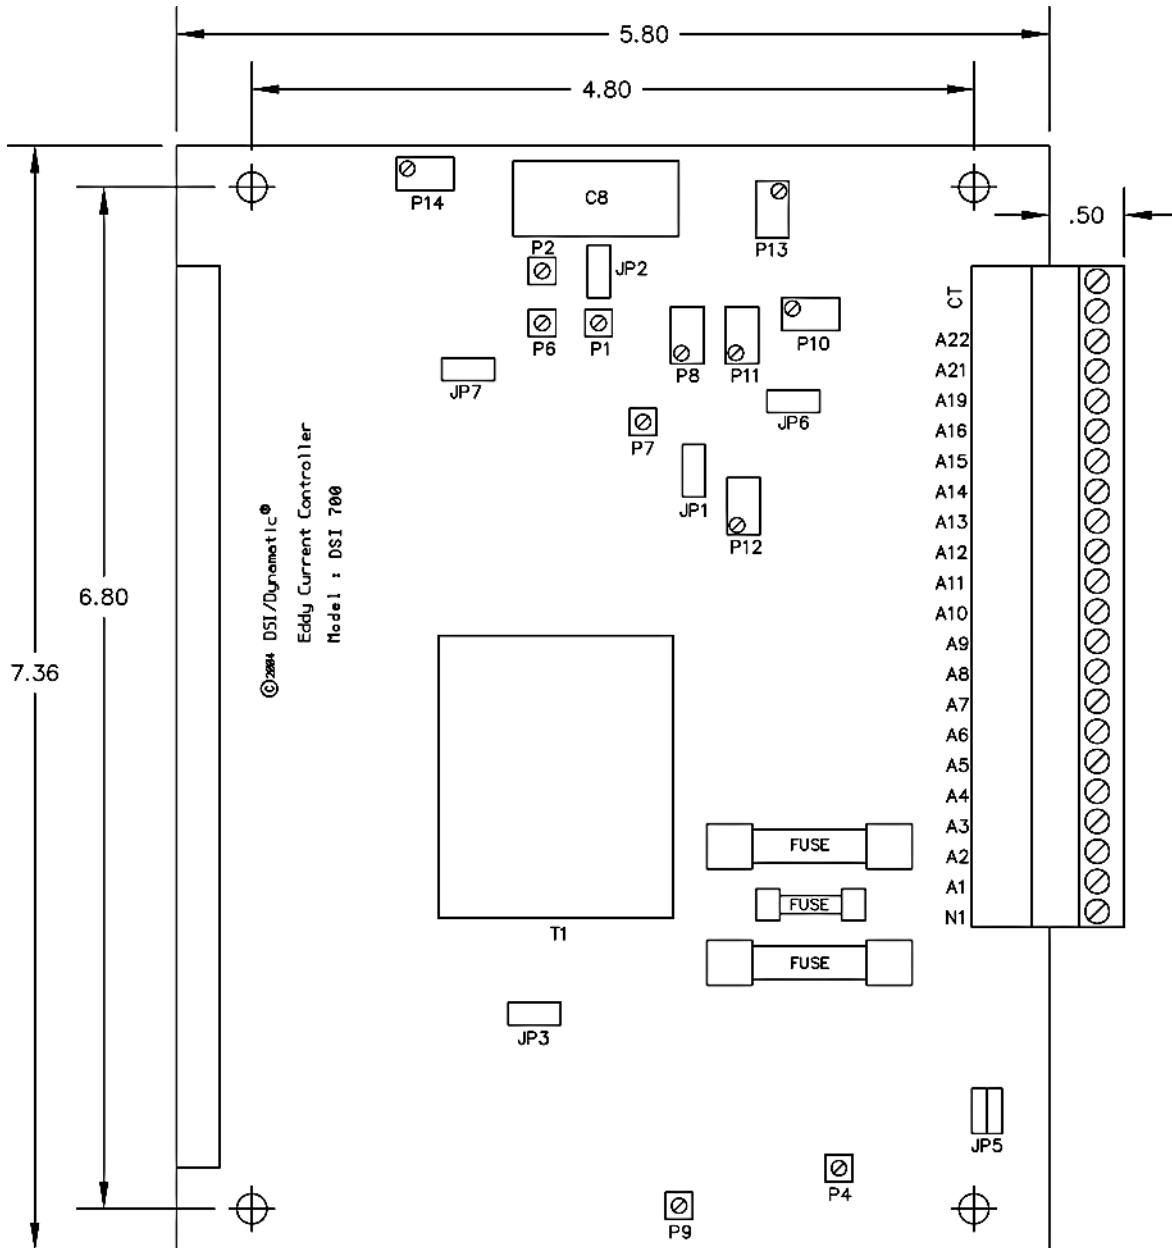 5.80
4.80
P14
C8
P13
.50
P2
JP2
P6
P1
P10
P8
P11
JP7
JP6
P7
JP1
P12
CT
A22
A21
A19
A16
A15
A14
A13
A12
A11
A10
A9
A8
A7
A6
A5
A4
A3
A2
A1
N1
©2004 DSI/Dynamatic®
Eddy Current Controller
Model : DSI 700
6.80
7.36
FUSE
FUSE
FUSE
T1
JP3
JP5
P4
P9